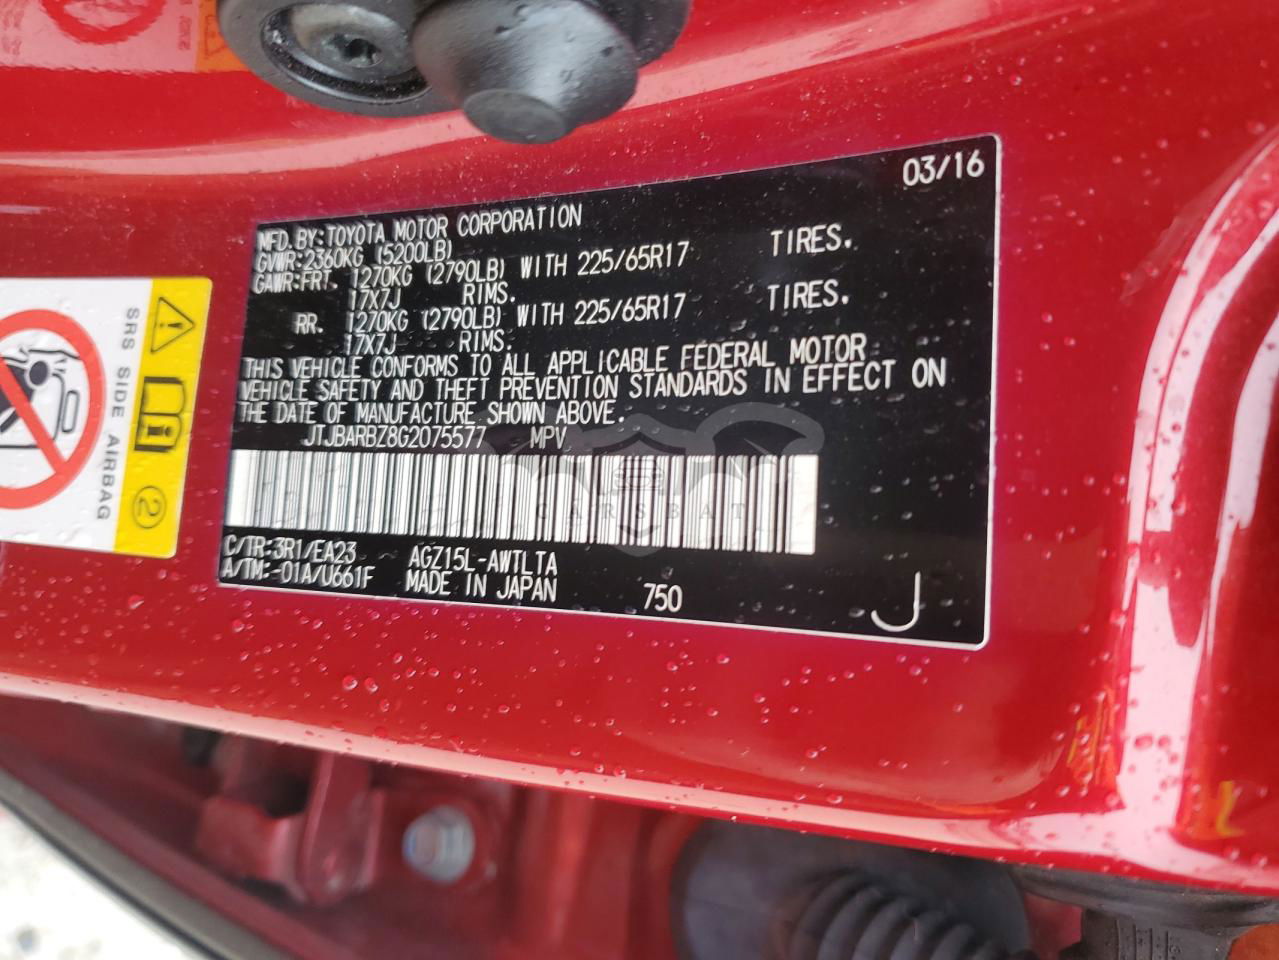 03/16
MFD.BY:TOYOTA MOTOR CORPORATION
GVWR:2360KG (5200LB)
GAWR:FRT. 1270KG (2790LB) WITH 225/65R17 TIRES.
17X7J RIMS.
RR. 1270KG (2790LB) WITH 225/65R17 TIRES.
17X7J RIMS.
THIS VEHICLE CONFORMS TO ALL APPLICABLE FEDERAL MOTOR
VEHICLE SAFETY AND THEFT PREVENTION STANDARDS IN EFFECT ON
THE DATE OF MANUFACTURE SHOWN ABOVE.
JTJBARBZ8G2075577 MPV
CARSBAT
C/TR:3R1/EA23 AGZ15L-AWTLTA
A/TM:-01A/U661F MADE IN JAPAN 750
J
SRS SIDE AIRBAG
2